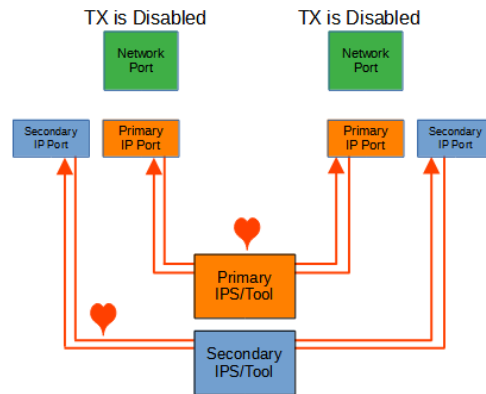 TX is Disabled
TX is Disabled
Network
Port
Network
Port
Secondary
IP Port
Primary
IP Port
Primary
IP Port
Secondary
IP Port
Primary
IPS/Tool
Secondary
IPS/Tool